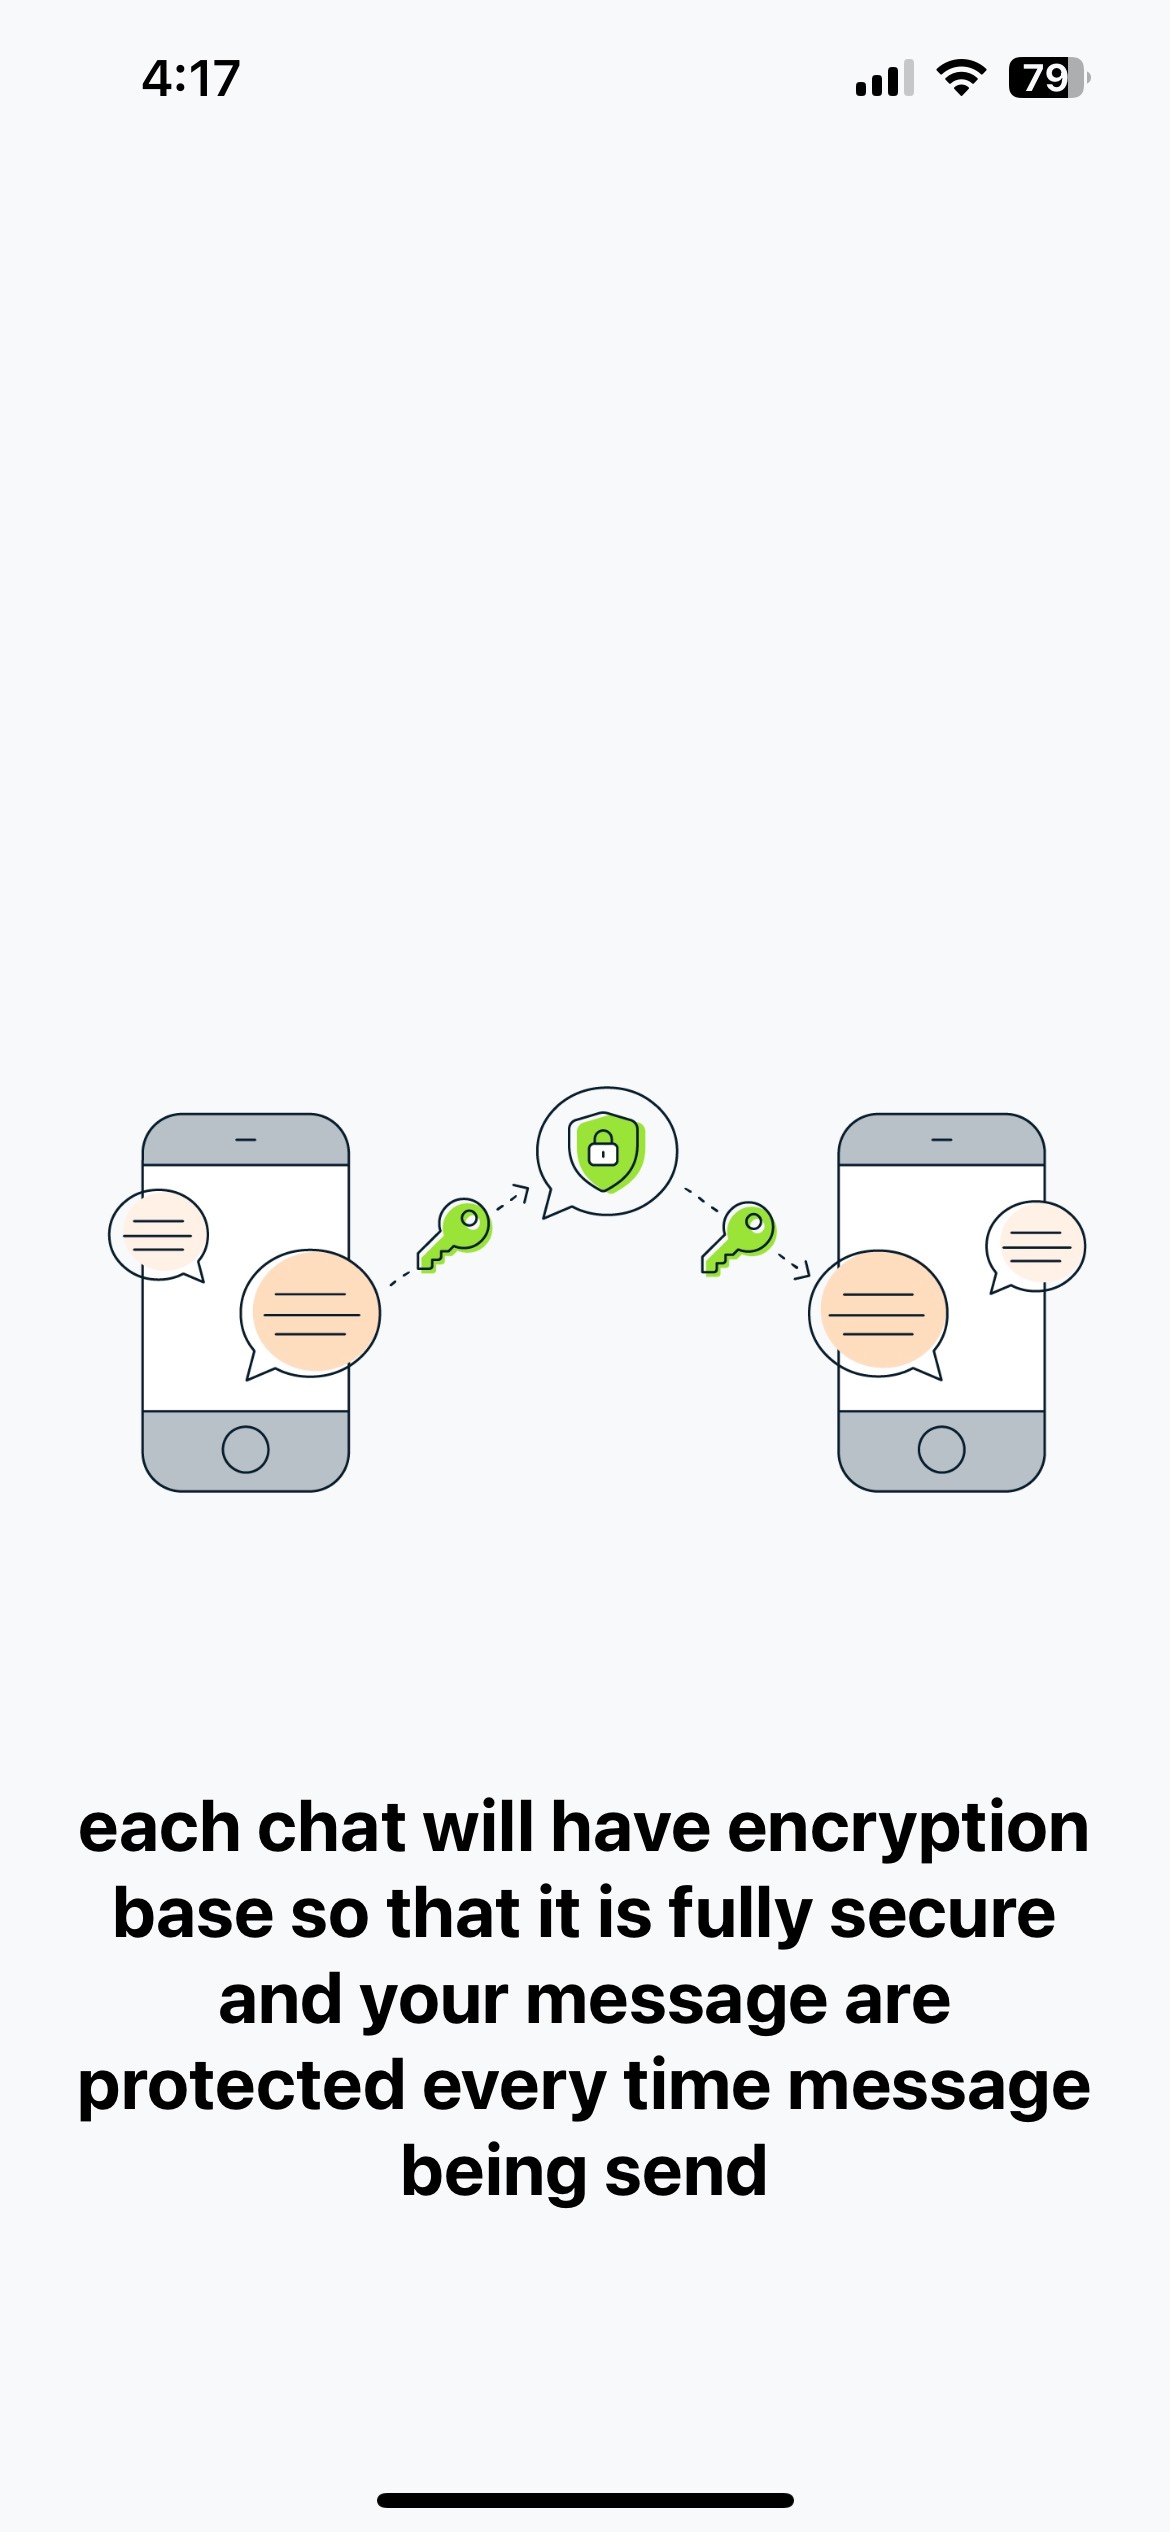 4:17
79
each chat will have encryption
base so that it is fully secure
and your message are
protected every time message
being send